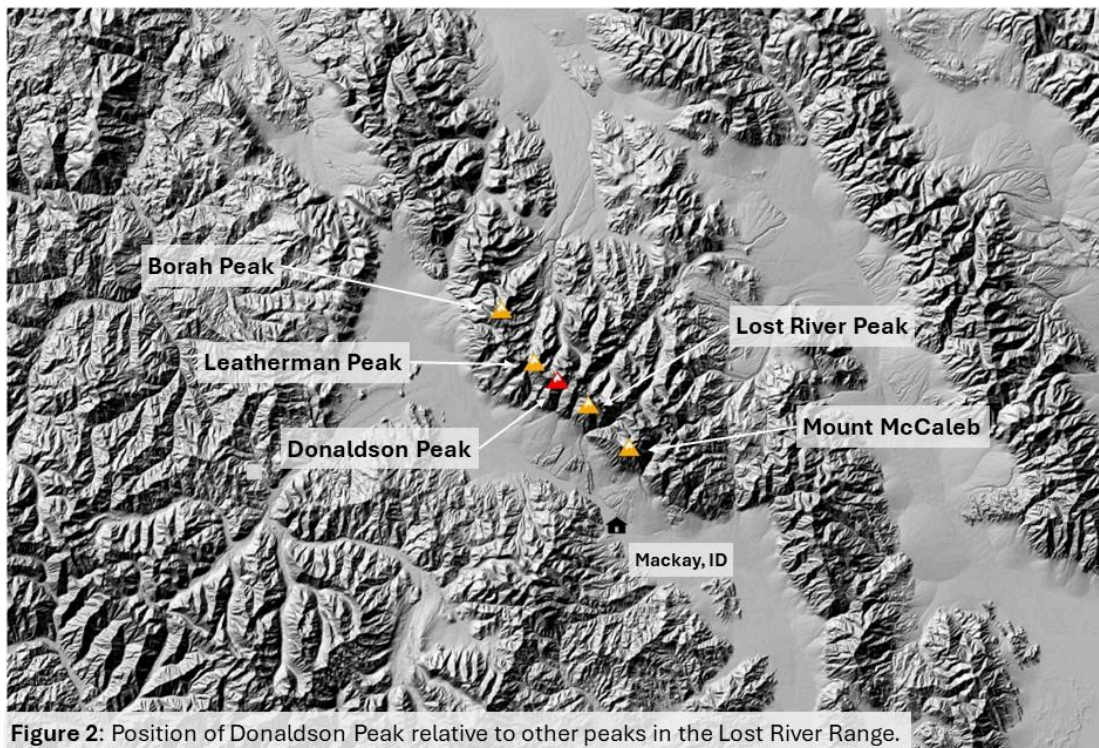 Borah Peak
Lost River Peak
Leatherman Peak
Mount McCaleb
Donaldson Peak
Mackay, ID
Figure 2: Position of Donaldson Peak relative to other peaks in the Lost River Range.